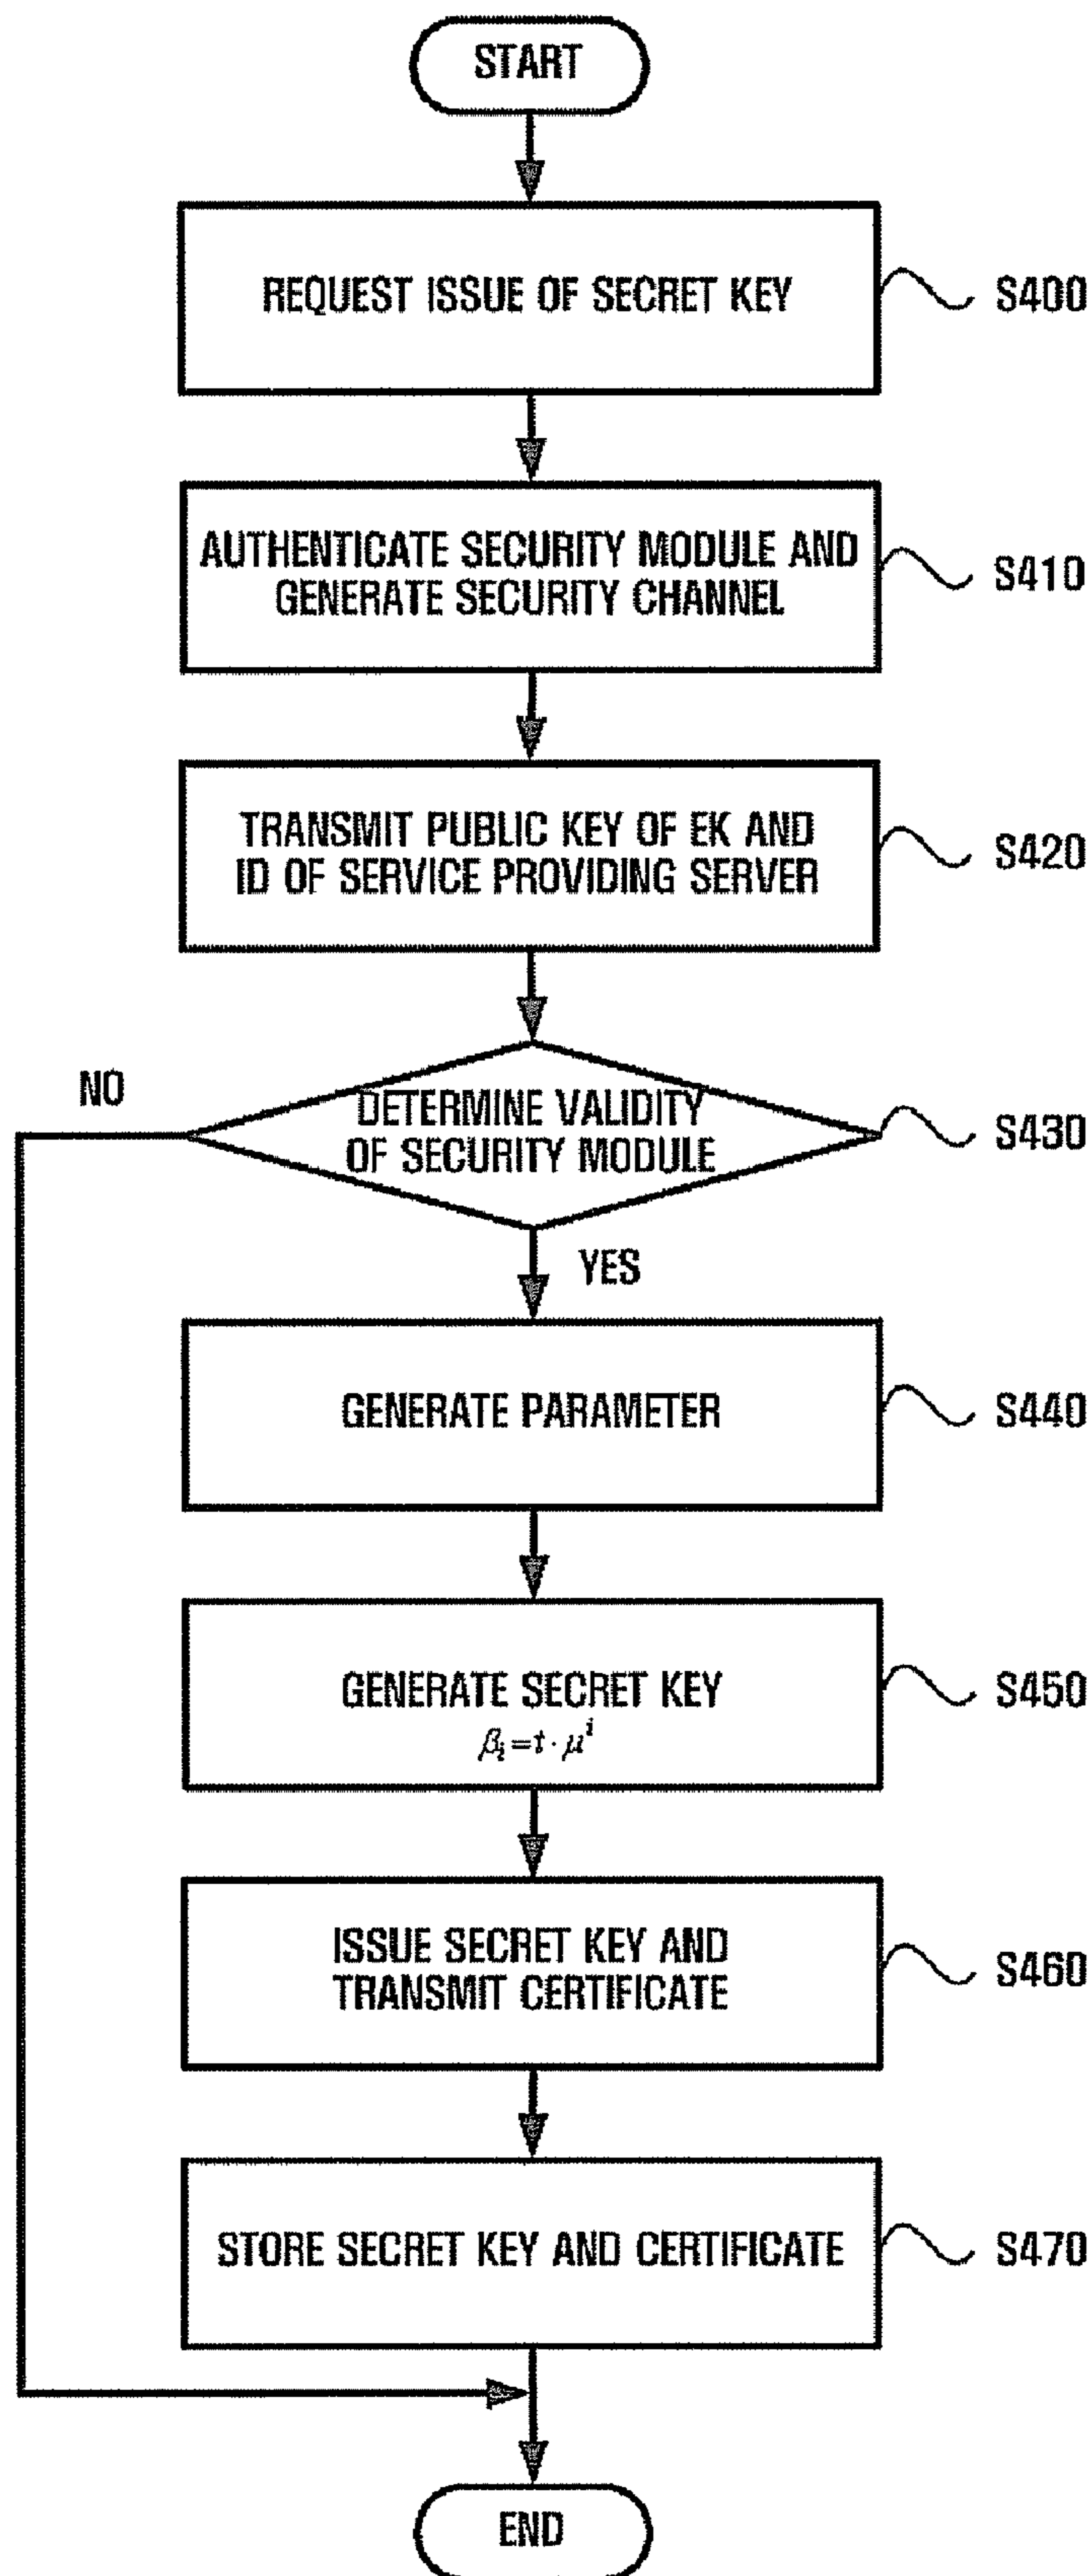 START
REQUEST ISSUE OF SECRET KEY
S400
AUTHENTICATE SECURITY MODULE AND
GENERATE SECURITY CHANNEL
S410
TRANSMIT PUBLIC KEY OF EK AND
ID OF SERVICE PROVIDING SERVER
S420
NO
DETERMINE VALIDITY
OF SECURITY MODULE
S430
YES
GENERATE PARAMETER
S440
GENERATE SECRET KEY
βᵢ=t·μⁱ
S450
ISSUE SECRET KEY AND
TRANSMIT CERTIFICATE
S460
STORE SECRET KEY AND CERTIFICATE
S470
END